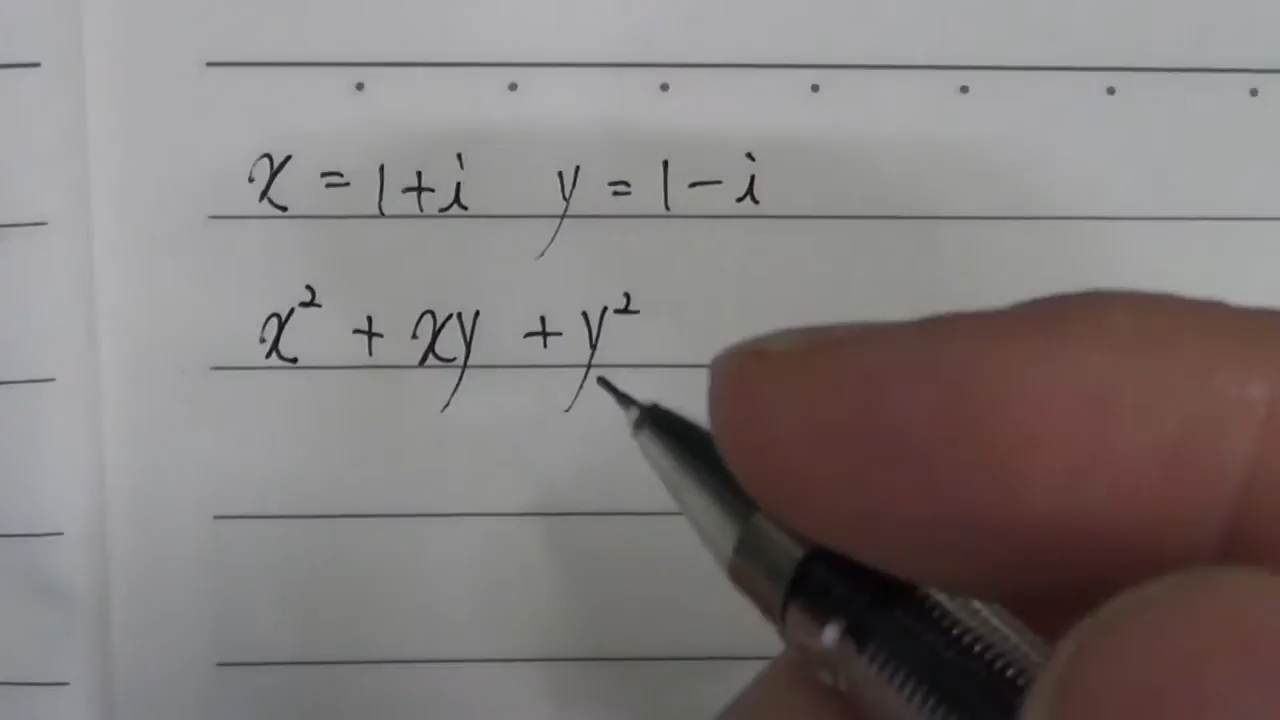 x = 1+i y = 1-i
x² + xy + y²